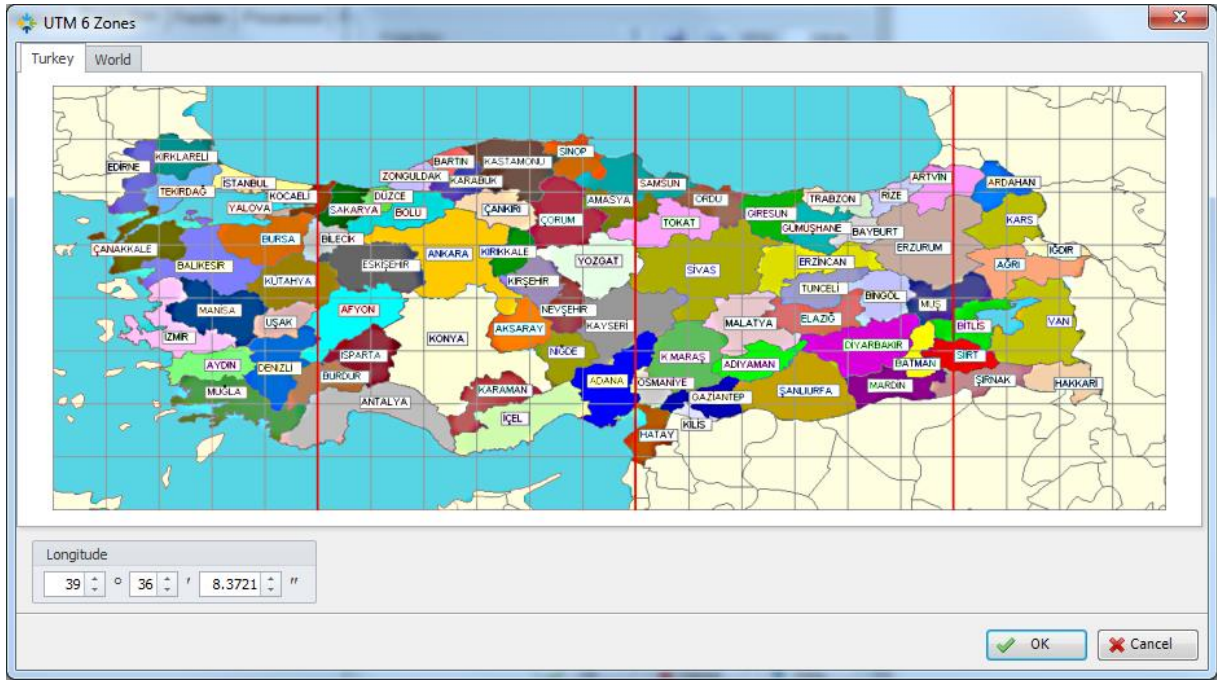 UTM 6 Zones
Turkey World
SİNOP
KIRKLARELİ
BARTIN KASTAMONU
EDİRNE
ZONGULDAK KARABUK
ARTVİN
TEKİRDAĞ İSTANBUL
SAMSUN
ARDAHAN
KOCAELİ DÜZCE
AMASYA ORDU TRABZON RİZE
YALOVA SAKARYA BOLU ÇANKIRI
ÇORUM TOKAT GİRESUN
KARS
GÜMÜŞHANE BAYBURT
BURSA BİLECİK
ÇANAKKALE
ANKARA KIRIKKALE
ERZURUM IĞDIR
BALIKESİR ESKİŞEHİR YOZGAT SİVAS ERZİNCAN AĞRI
KÜTAHYA KIRŞEHİR TUNCELİ
BİNGÖL MUŞ
MANİSA AFYON NEVŞEHİR
UŞAK KAYSERİ MALATYA ELAZIĞ VAN
AKSARAY BİTLİS
İZMİR KONYA
ISPARTA NİĞDE K.MARAŞ DİYARBAKIR SİİRT
AYDIN DENİZLİ ADIYAMAN BATMAN
BURDUR ADANA OSMANİYE ŞIRNAK
MUĞLA KARAMAN ŞANLIURFA MARDİN HAKKARİ
ANTALYA GAZİANTEP
İÇEL KİLİS
HATAY
Longitude
39 ° 36 ′ 8.3721 ″
OK Cancel